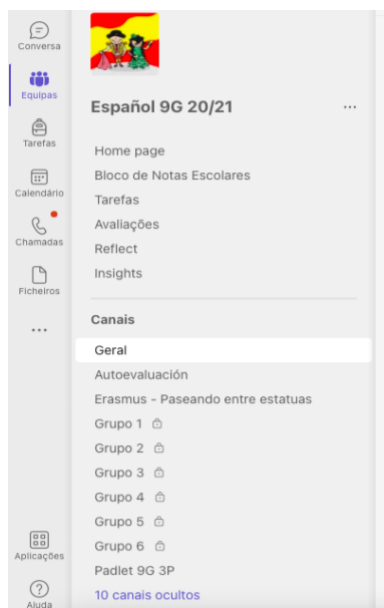 Conversa
Equipas
Tarefas
Calendário
Chamadas
Ficheiros
...
Aplicações
Ajuda
Español 9G 20/21 ...
Home page
Bloco de Notas Escolares
Tarefas
Avaliações
Reflect
Insights
Canais
Geral
Autoevaluación
Erasmus - Paseando entre estatuas
Grupo 1
Grupo 2
Grupo 3
Grupo 4
Grupo 5
Grupo 6
Padlet 9G 3P
10 canais ocultos